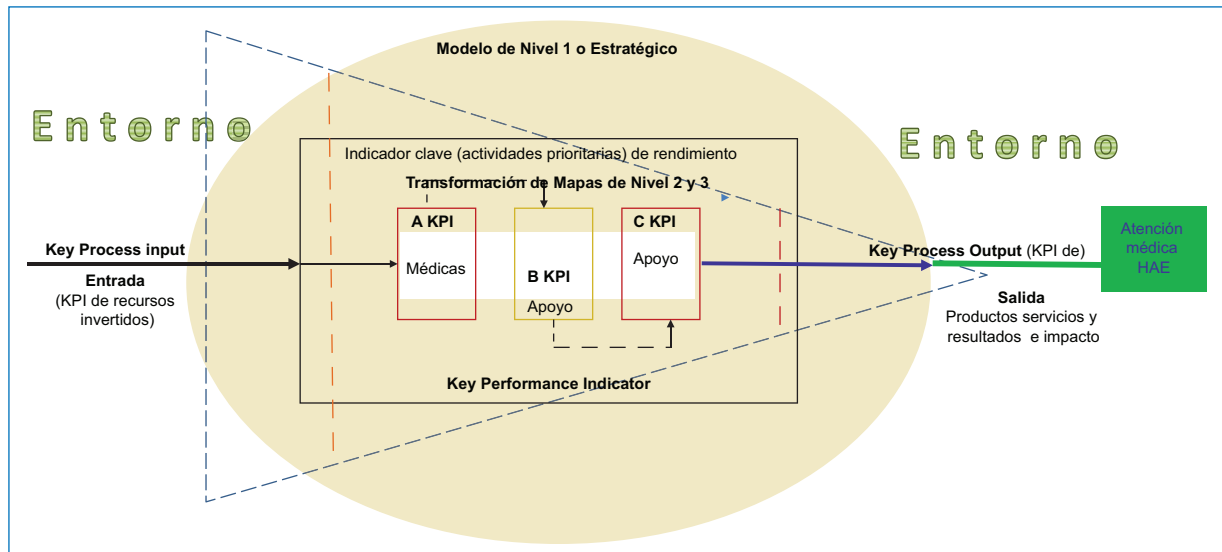 Modelo de Nivel 1 o Estratégico
Entorno
Entorno
Indicador clave (actividades prioritarias) de rendimiento
Transformación de Mapas de Nivel 2 y 3
A KPI
C KPI
Key Process input
Entrada
(KPI de recursos
invertidos)
Médicas
B KPI
Apoyo
Apoyo
Key Process Output (KPI de)
Salida
Productos servicios y
resultados e impacto
Atención
médica
HAE
Key Performance Indicator